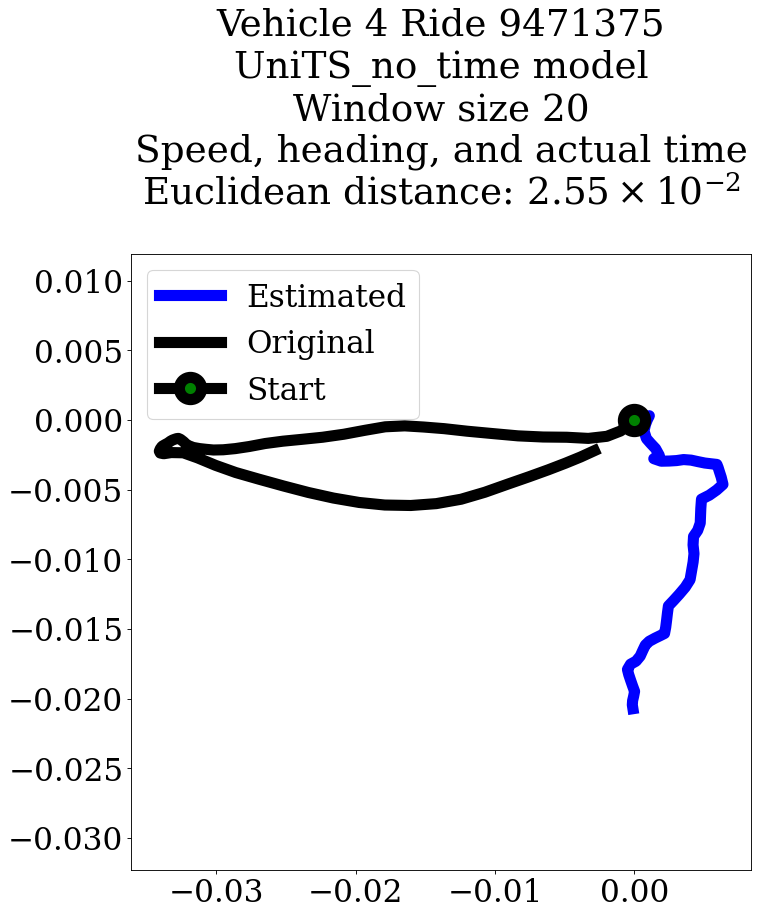 Vehicle 4 Ride 9471375
UniTS_no_time model
Window size 20
Speed, heading, and actual time
Euclidean distance: 2.55 × 10⁻²
Estimated
Original
Start
0.010
0.005
0.000
−0.005
−0.010
−0.015
−0.020
−0.025
−0.030
−0.03 −0.02 −0.01 0.00